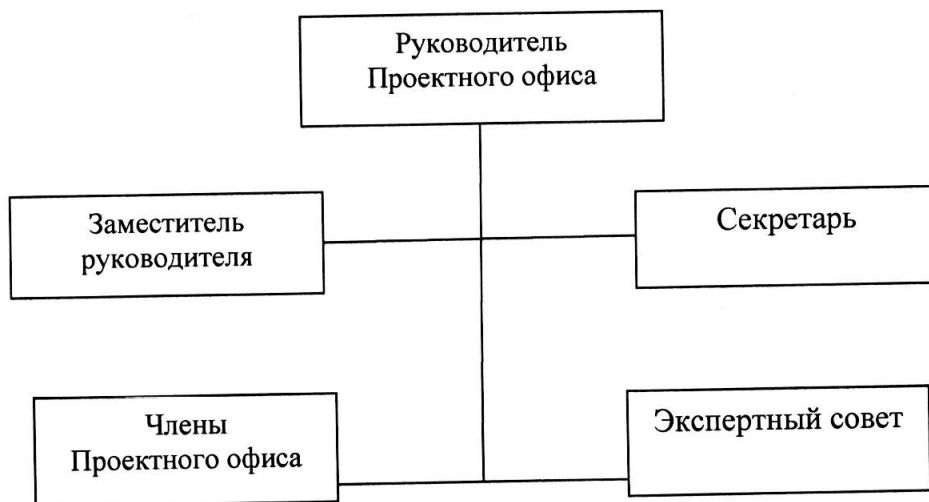 Руководитель
Проектного офиса
Заместитель
руководителя
Секретарь
Члены
Проектного офиса
Экспертный совет